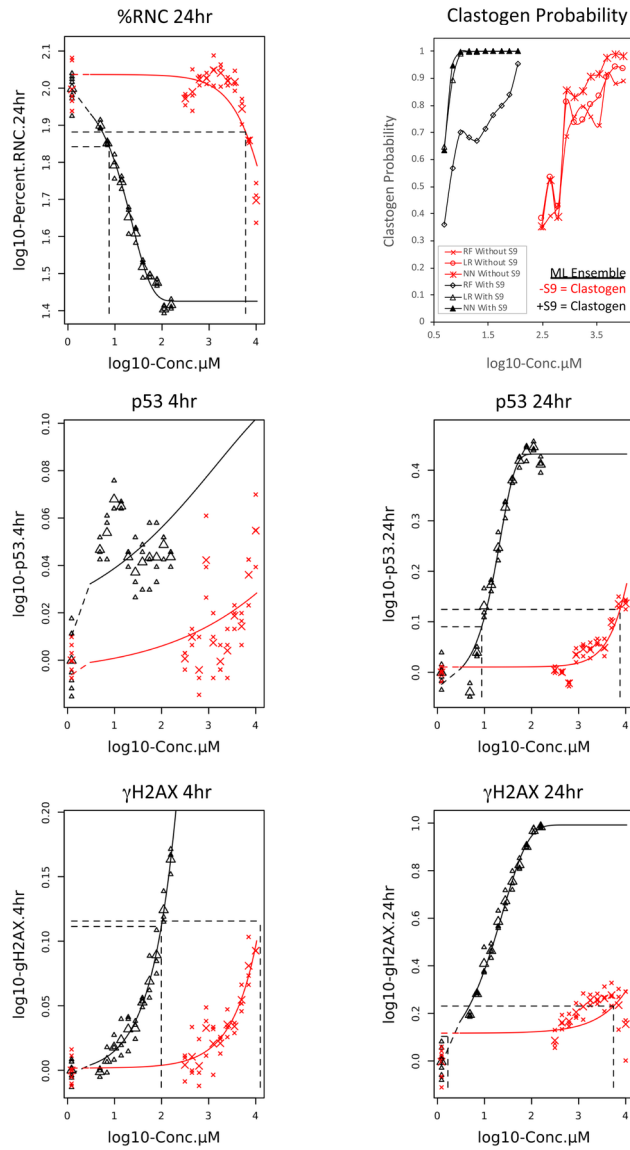 %RNC 24hr
log10-Percent.RNC.24hr
2.1
2.0
1.9
1.8
1.7
1.6
1.5
1.4
0
1
2
3
4
log10-Conc.μM
Clastogen Probability
Clastogen Probability
1
0.9
0.8
0.7
0.6
0.5
0.4
0.3
0.2
0.1
0
RF Without S9
LR Without S9
NN Without S9
RF With S9
LR With S9
NN With S9
ML Ensemble
-S9 = Clastogen
+S9 = Clastogen
0.5
1.5
2.5
3.5
log10-Conc.μM
p53 4hr
log10-p53.4hr
0.10
0.08
0.06
0.04
0.02
0.00
0
1
2
3
4
log10-Conc.μM
p53 24hr
log10-p53.24hr
0.4
0.3
0.2
0.1
0.0
0
1
2
3
4
log10-Conc.μM
γH2AX 4hr
log10-gH2AX.4hr
0.20
0.15
0.10
0.05
0.00
0
1
2
3
4
log10-Conc.μM
γH2AX 24hr
log10-gH2AX.24hr
1.0
0.8
0.6
0.4
0.2
0.0
0
1
2
3
4
log10-Conc.μM